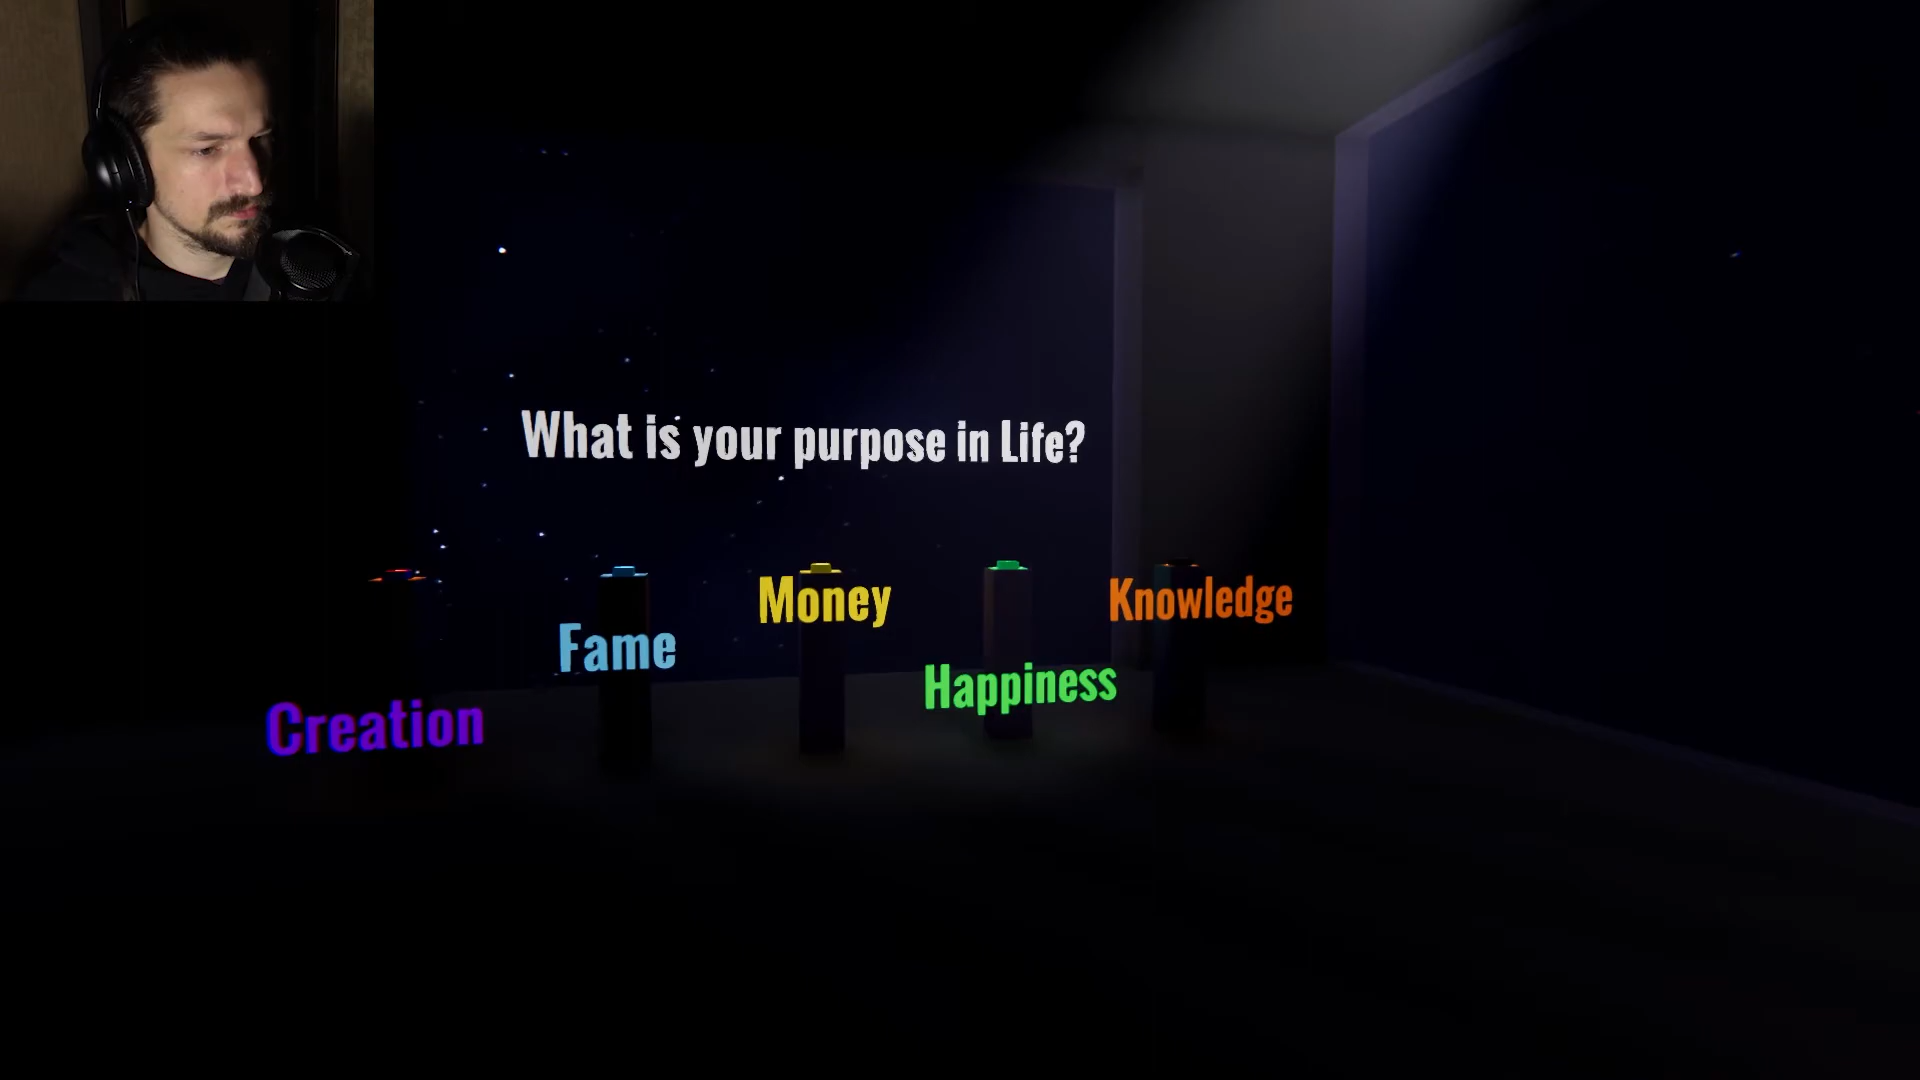 What is your purpose in Life?
Creation
Fame
Money
Happiness
Knowledge